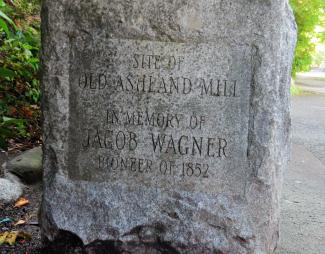 SITE OF
OLD ASHLAND MILL
IN MEMORY OF
JACOB WAGNER
PIONEER OF 1852